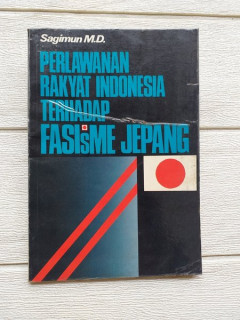 Sagimun M.D.
PERLAWANAN
RAKYAT INDONESIA
TERHADAP
FASiSME JEPANG